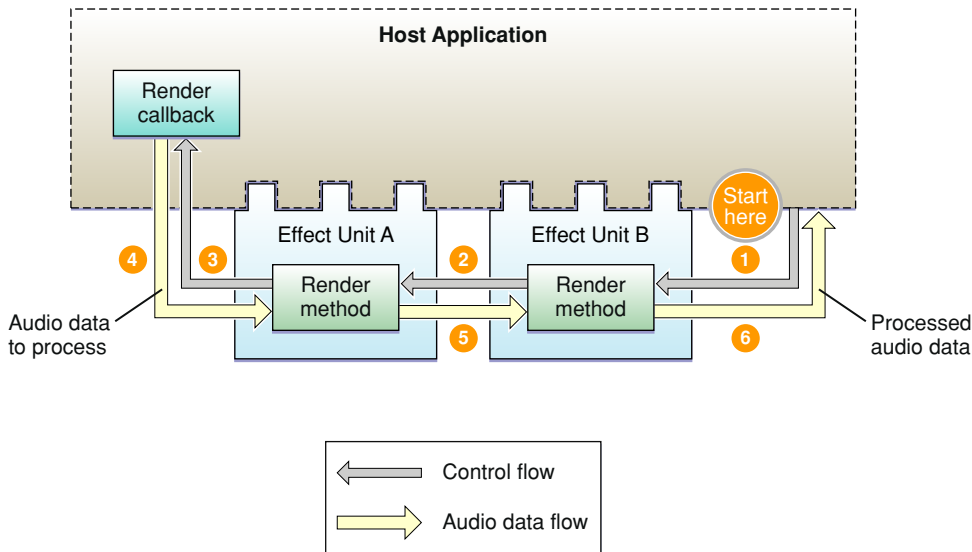 Host Application
Render
callback
Start
here
Effect Unit A
Effect Unit B
4
3
2
1
Render
method
Render
method
Audio data
to process
5
6
Processed
audio data
Control flow
Audio data flow